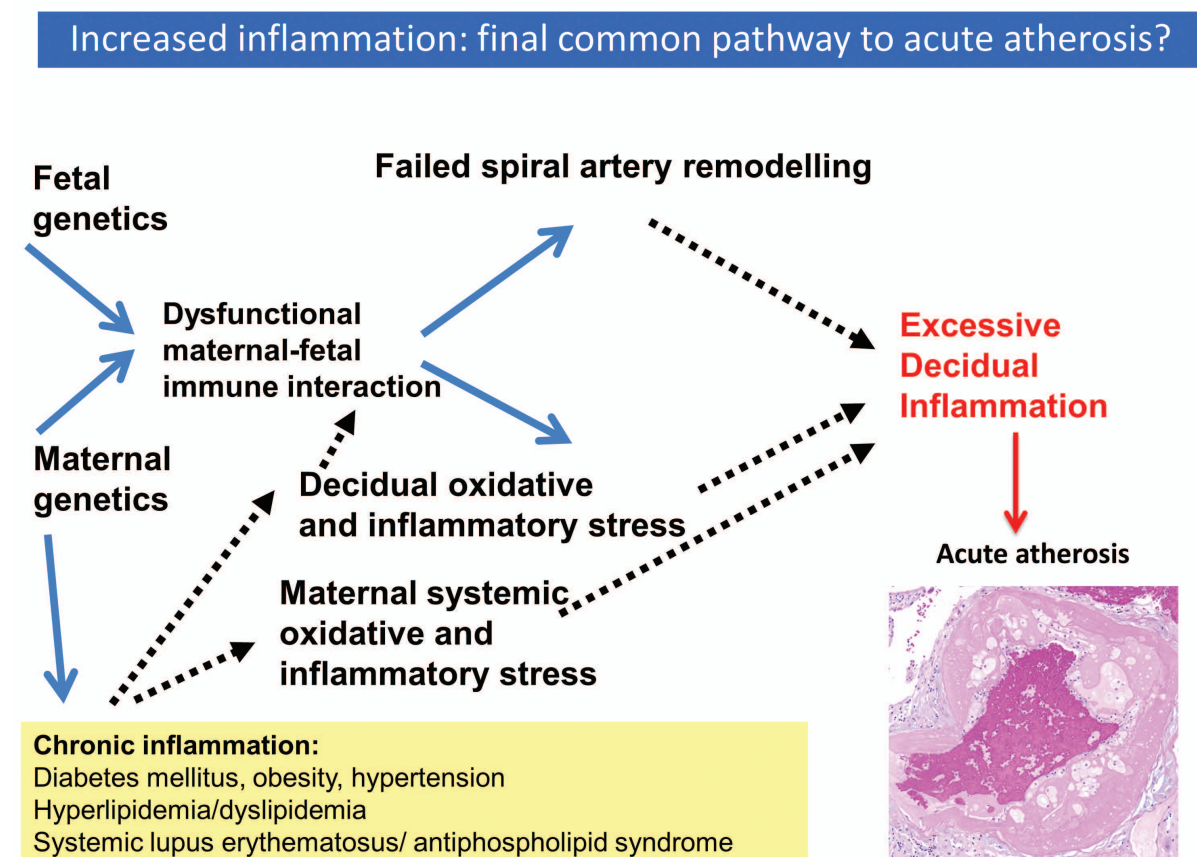 Increased inflammation: final common pathway to acute atherosis?
Failed spiral artery remodelling
Fetal
genetics
Dysfunctional
maternal-fetal
immune interaction
Excessive
Decidual
Inflammation
Maternal
genetics
Decidual oxidative
and inflammatory stress
Acute atherosis
Maternal systemic
oxidative and
inflammatory stress
Chronic inflammation:
Diabetes mellitus, obesity, hypertension
Hyperlipidemia/dyslipidemia
Systemic lupus erythematosus/ antiphospholipid syndrome